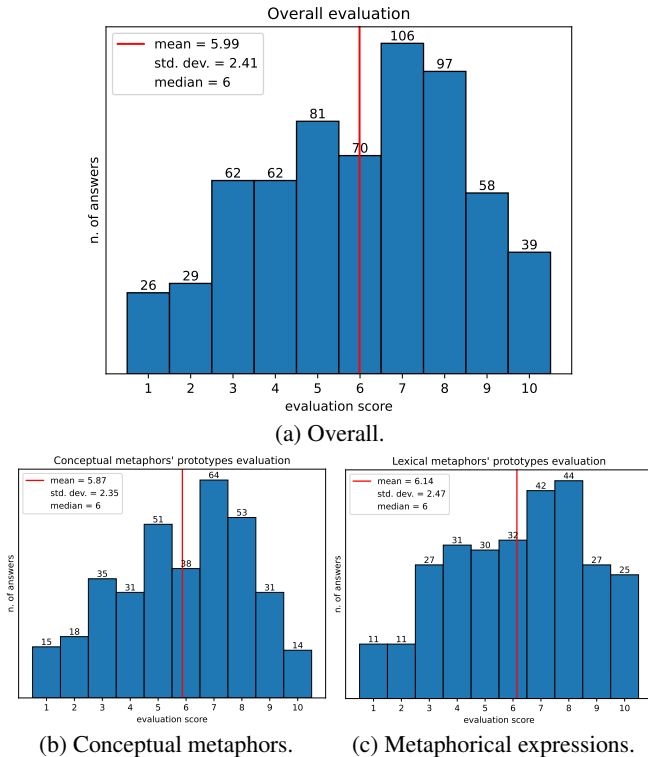 Overall evaluation
mean = 5.99
std. dev. = 2.41
median = 6
n. of answers
26 29 62 62 81 70 106 97 58 39
1 2 3 4 5 6 7 8 9 10
evaluation score
(a) Overall.
Conceptual metaphors' prototypes evaluation
mean = 5.87
std. dev. = 2.35
median = 6
n. of answers
15 18 35 31 51 38 64 53 31 14
1 2 3 4 5 6 7 8 9 10
evaluation score
(b) Conceptual metaphors.
Lexical metaphors' prototypes evaluation
mean = 6.14
std. dev. = 2.47
median = 6
n. of answers
11 11 27 31 30 32 42 44 27 25
1 2 3 4 5 6 7 8 9 10
evaluation score
(c) Metaphorical expressions.